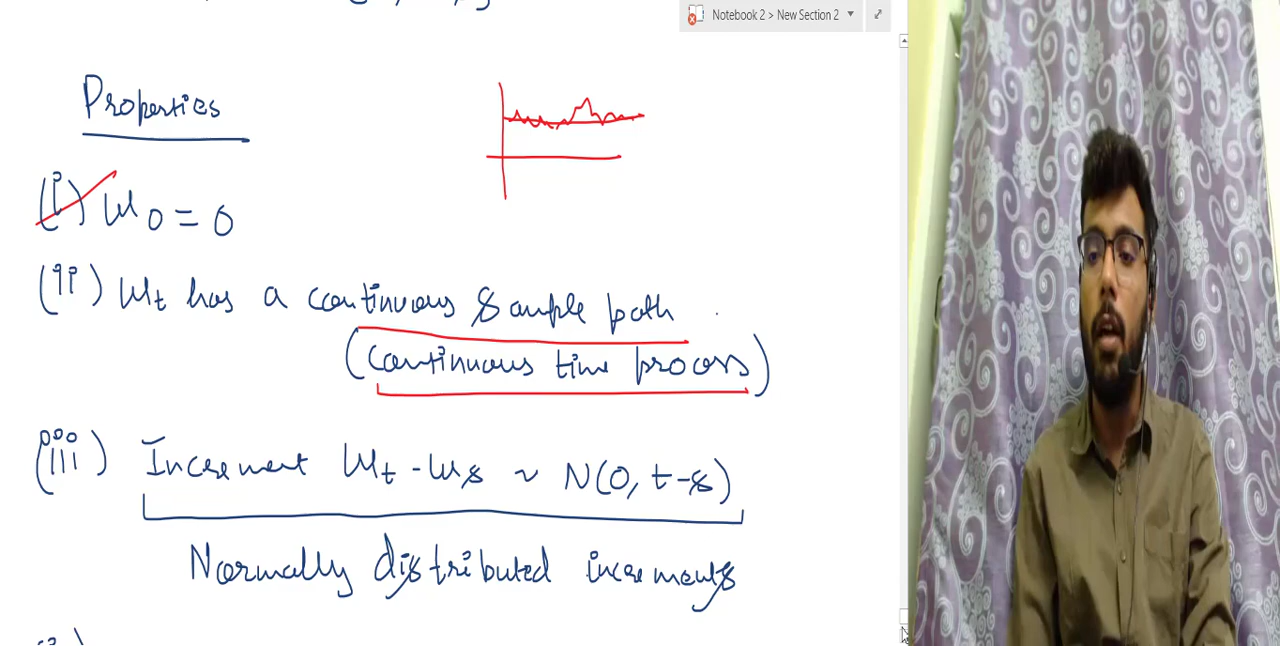 Notebook 2 > New Section 2
Properties
(i) W₀ = 0
(ii) Wₜ has a continuous sample path.
(continuous time process)
(iii) Increment Wₜ - Wₛ ~ N(0, t-s)
Normally distributed increments